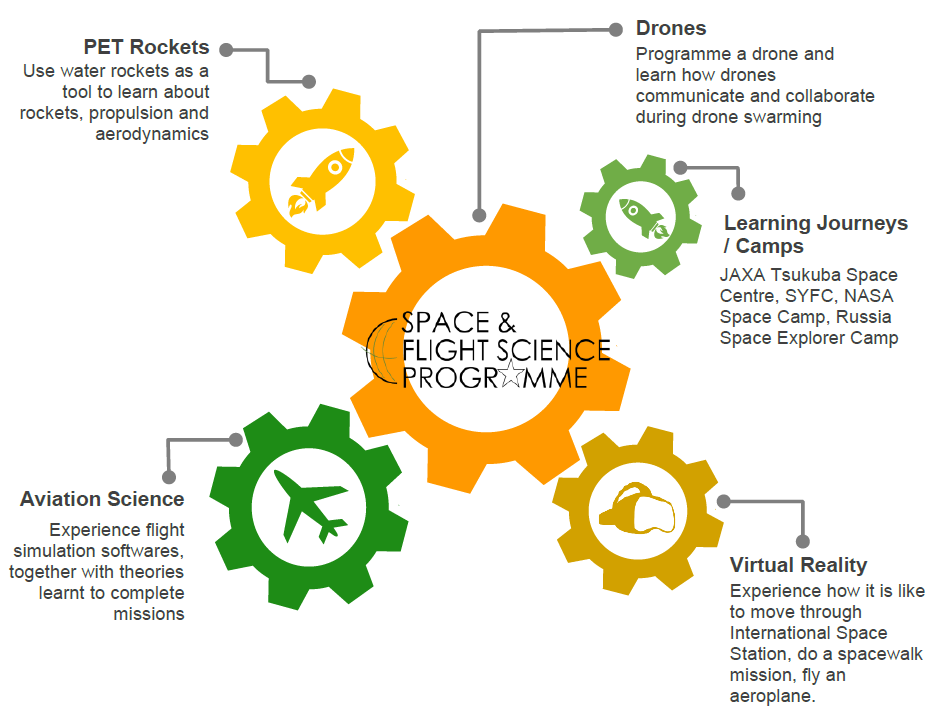 PET Rockets
Use water rockets as a
tool to learn about
rockets, propulsion and
aerodynamics
Drones
Programme a drone and
learn how drones
communicate and collaborate
during drone swarming
Learning Journeys
/ Camps
JAXA Tsukuba Space
Centre, SYFC, NASA
Space Camp, Russia
Space Explorer Camp
SPACE &
FLIGHT SCIENCE
PROGRAMME
Aviation Science
Experience flight
simulation softwares,
together with theories
learnt to complete
missions
Virtual Reality
Experience how it is like
to move through
International Space
Station, do a spacewalk
mission, fly an
aeroplane.